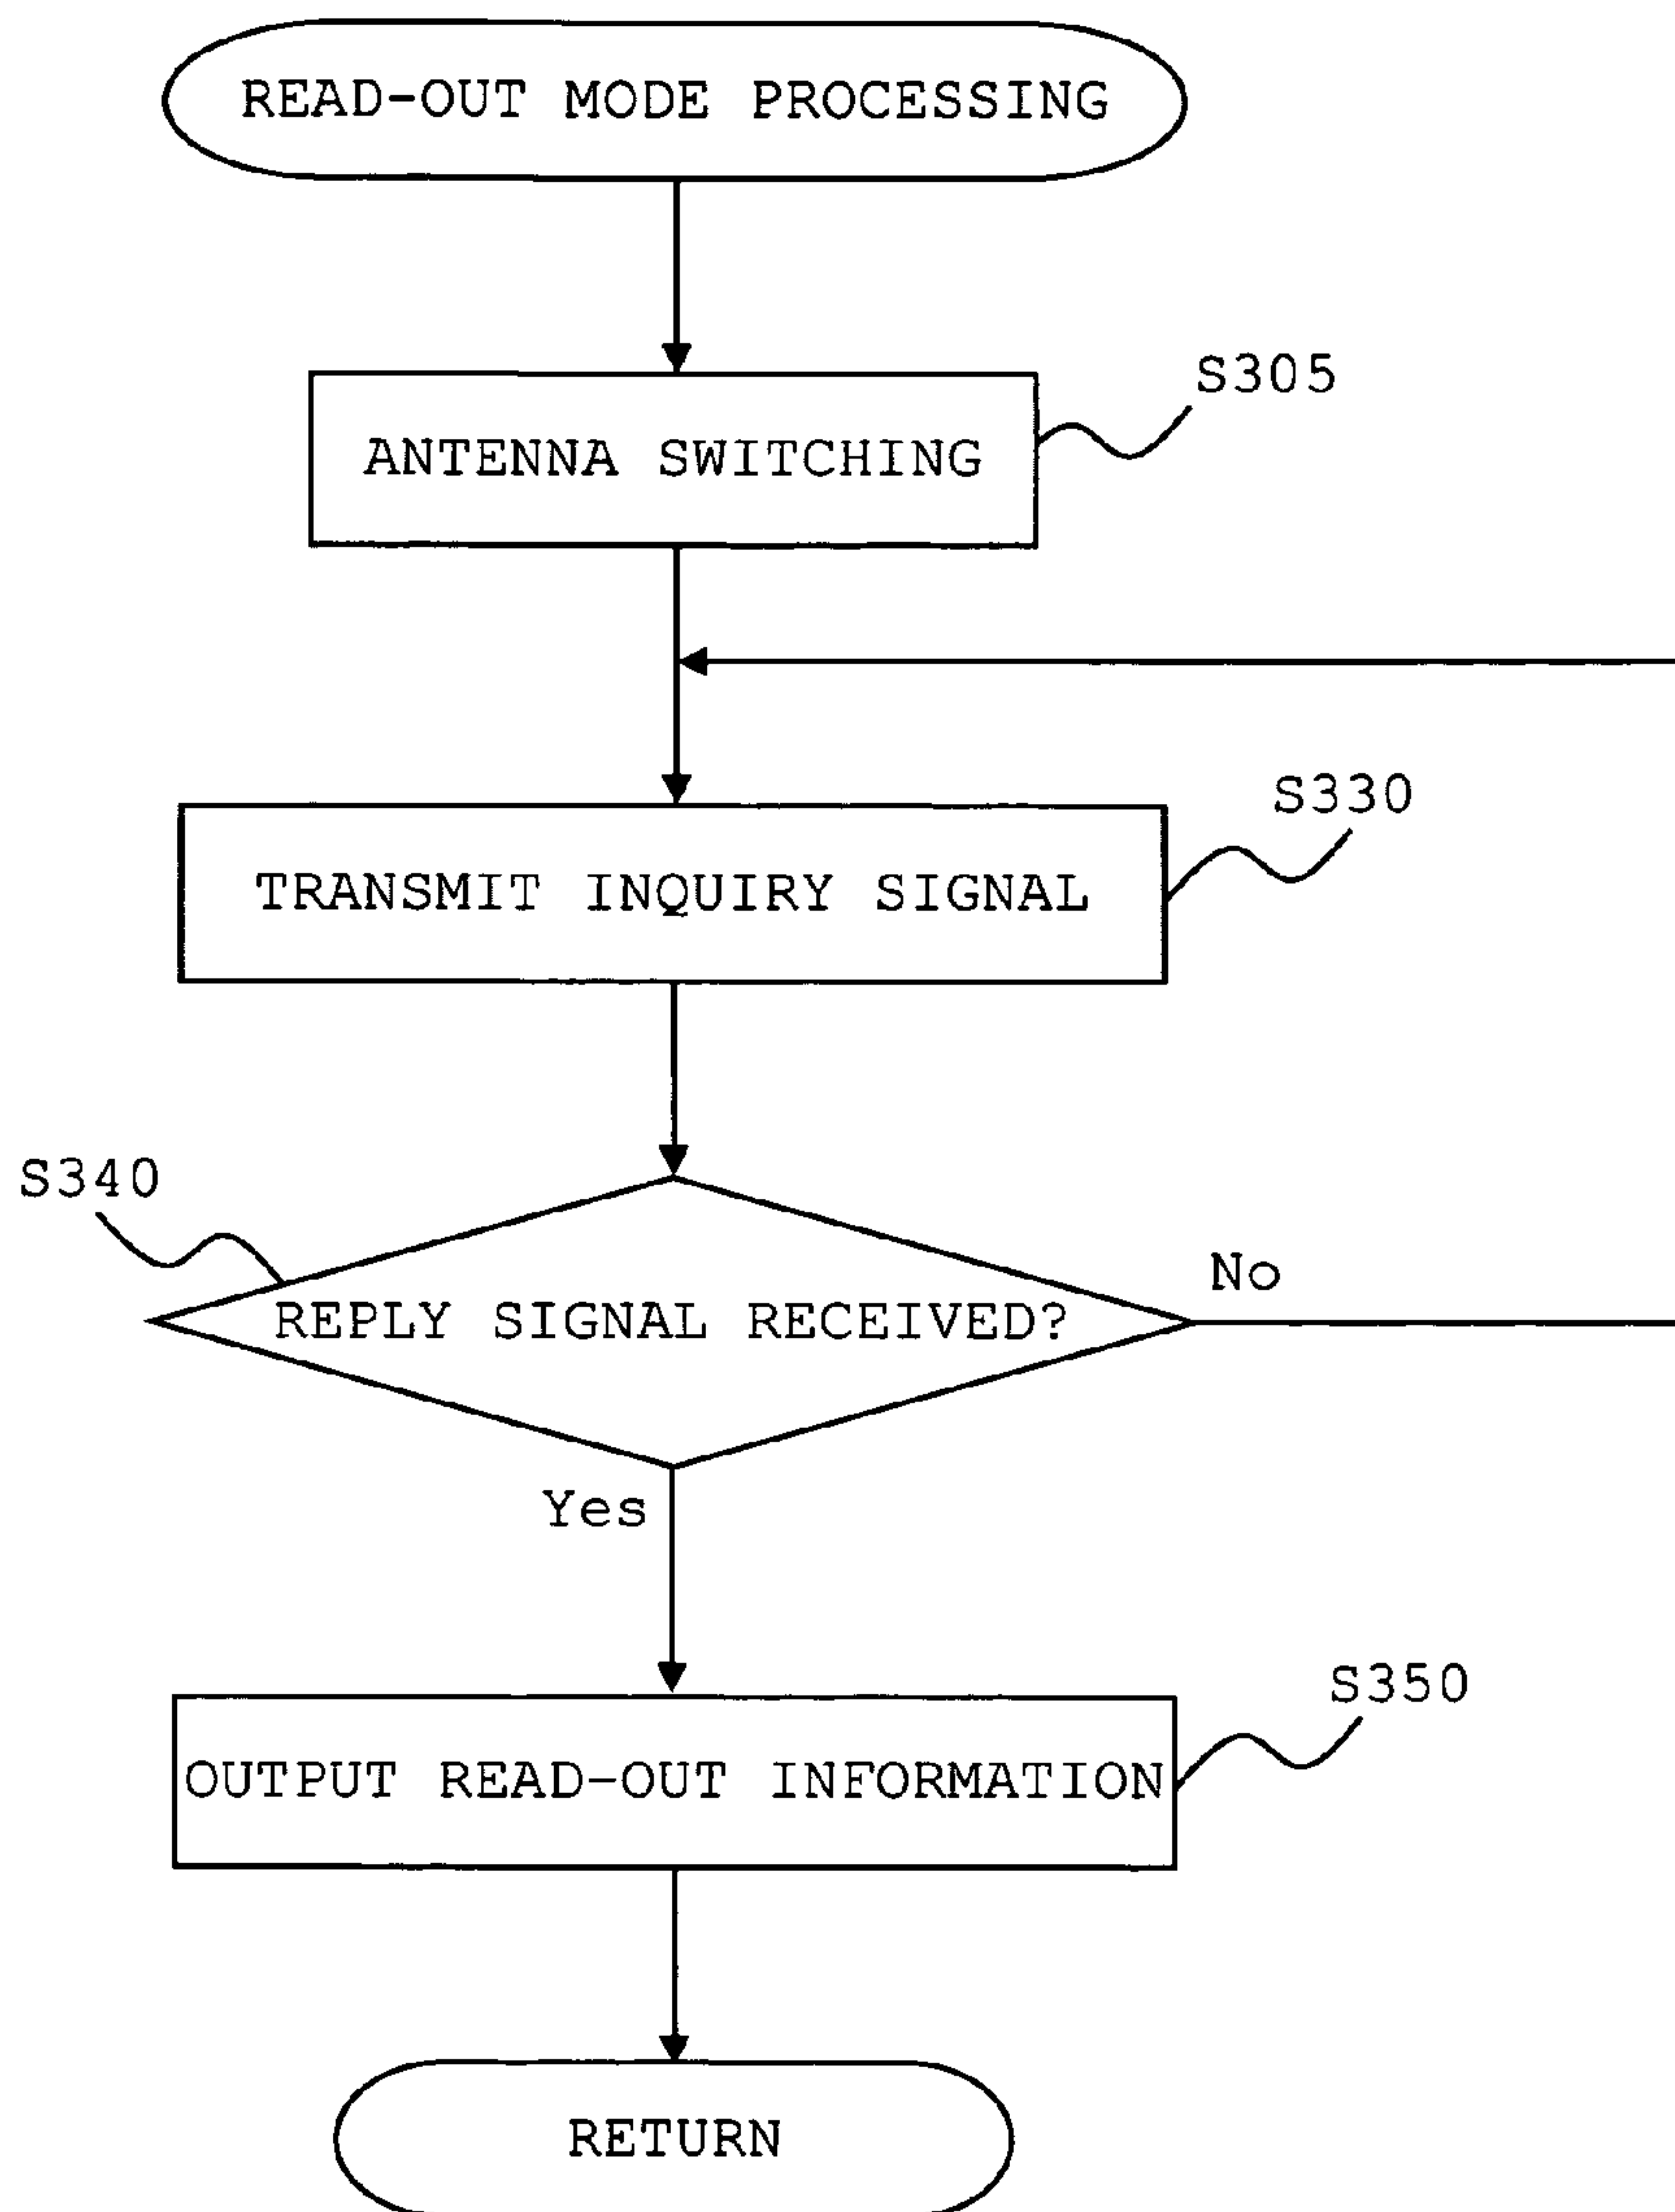 READ-OUT MODE PROCESSING
S305
ANTENNA SWITCHING
S330
TRANSMIT INQUIRY SIGNAL
S340
No
REPLY SIGNAL RECEIVED?
Yes
S350
OUTPUT READ-OUT INFORMATION
RETURN